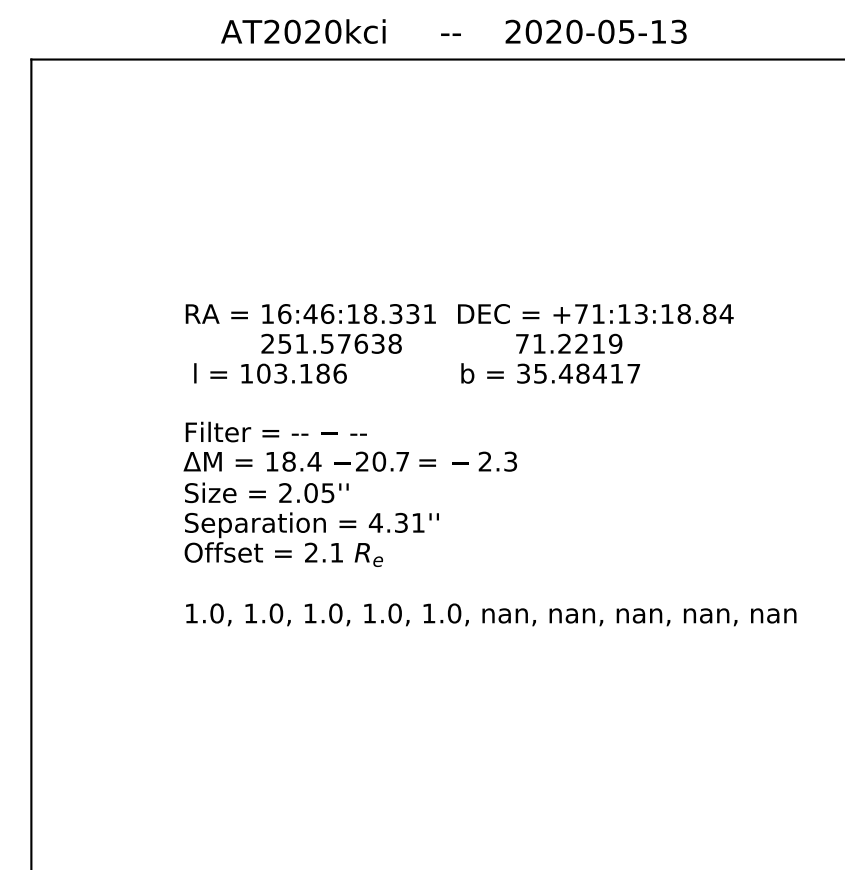 AT2020kci -- 2020-05-13
RA = 16:46:18.331 DEC = +71:13:18.84
251.57638 71.2219
l = 103.186 b = 35.48417
Filter = -- − --
ΔM = 18.4 −20.7 = − 2.3
Size = 2.05''
Separation = 4.31''
Offset = 2.1 Rₑ
1.0, 1.0, 1.0, 1.0, 1.0, nan, nan, nan, nan, nan